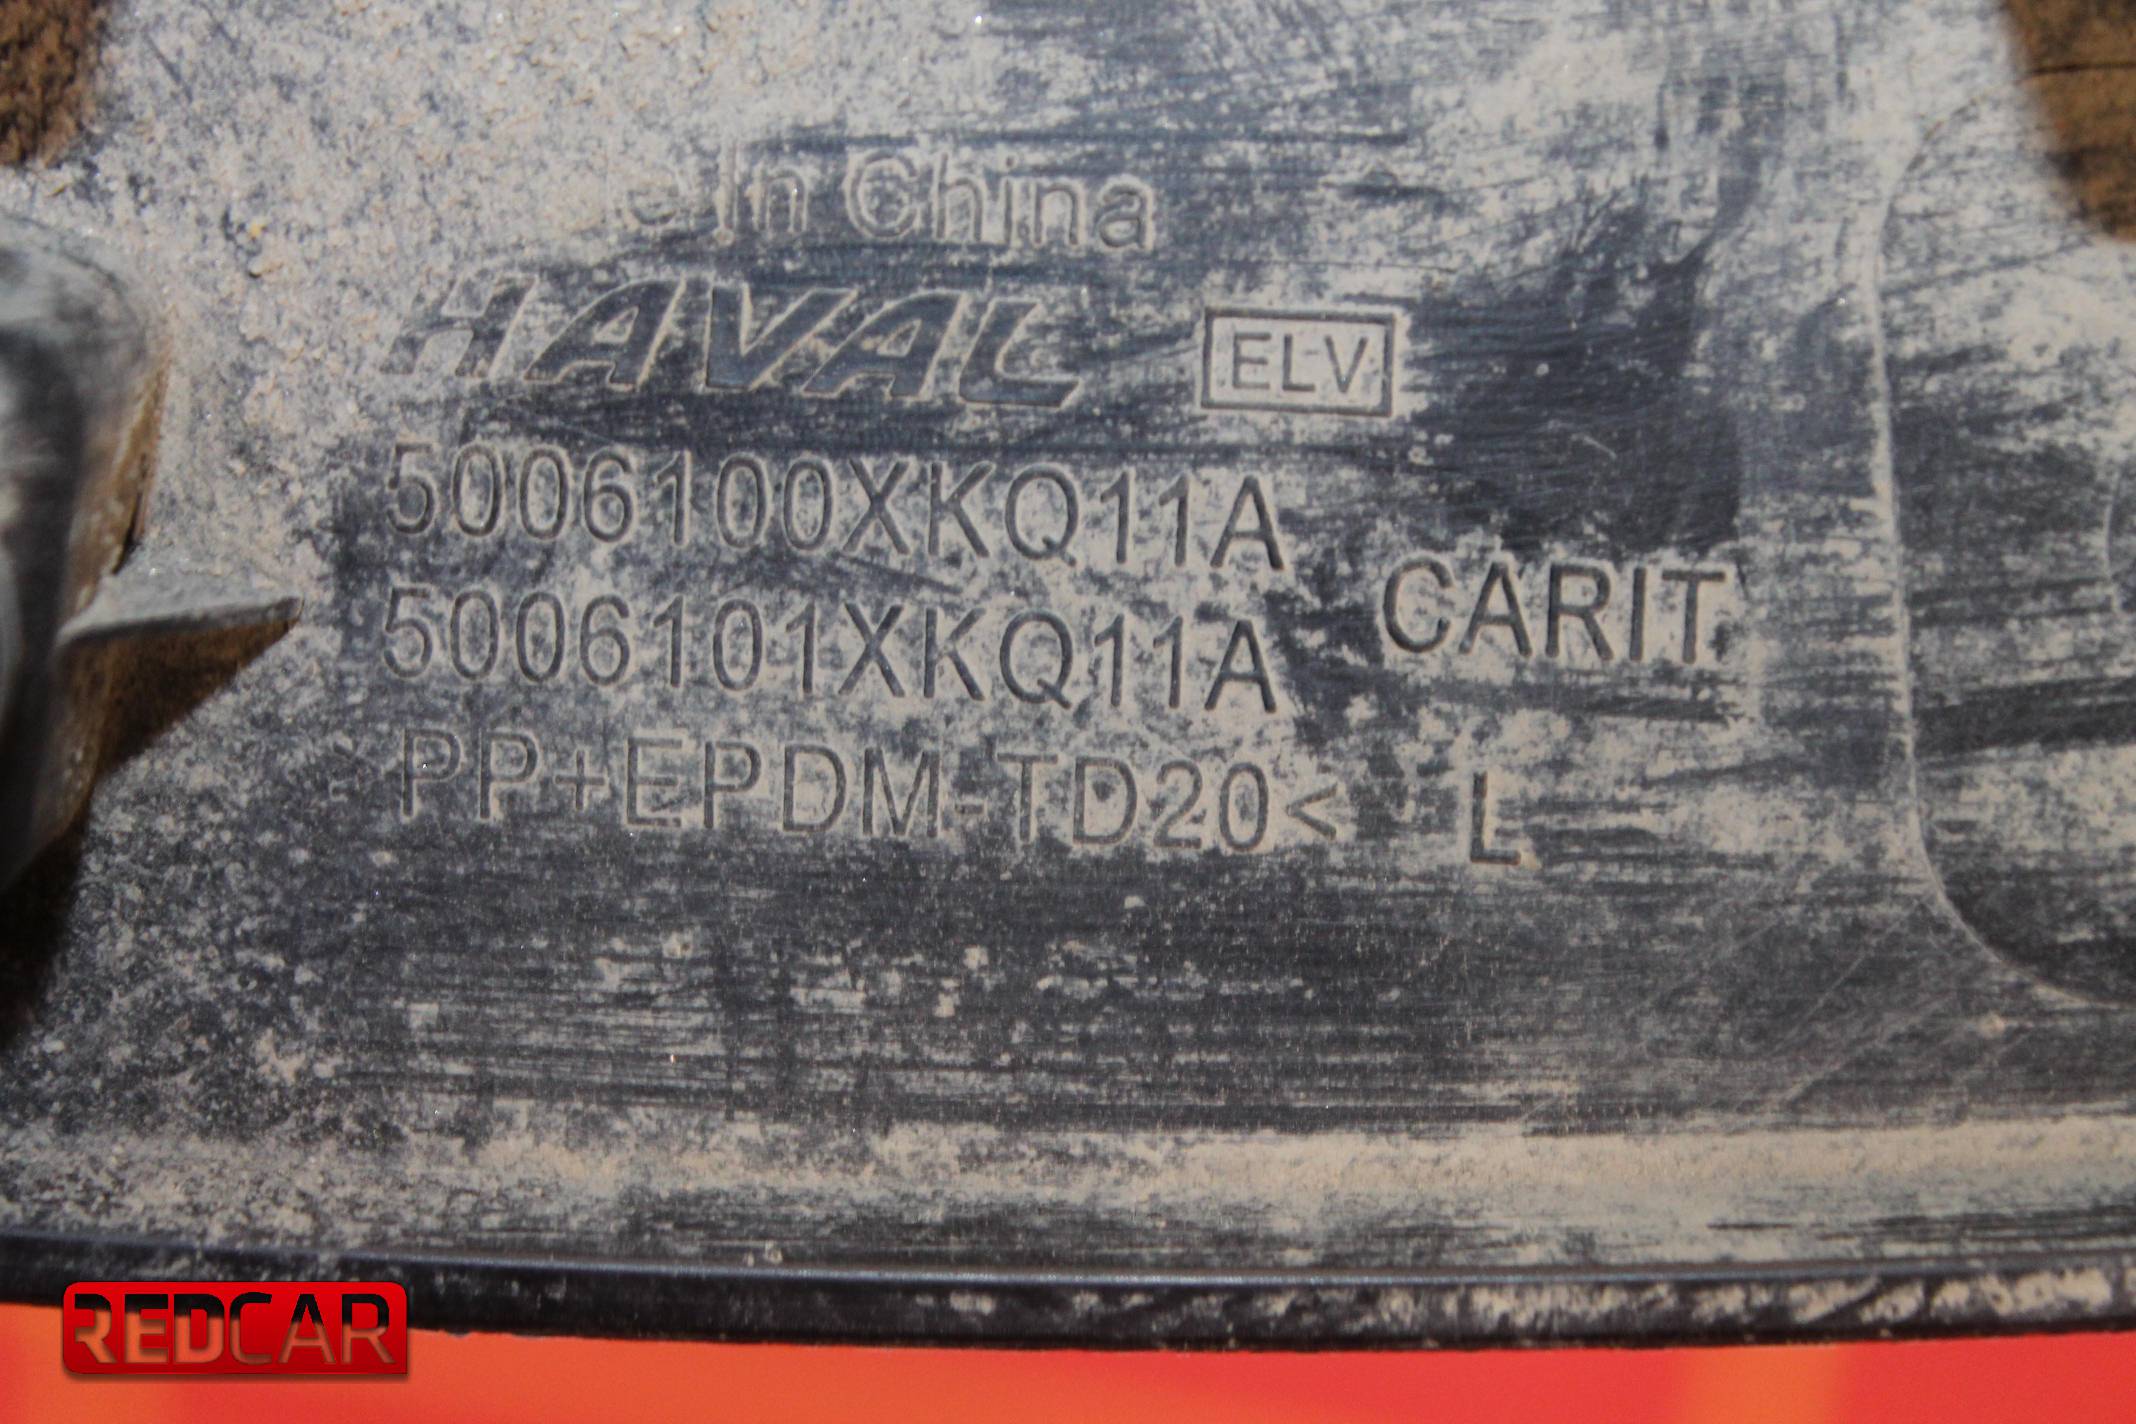 In China
HAVAL ELV
5006100XKQ11A
5006101XKQ11A CARIT
PP+EPDM-TD20< L
REDCAR